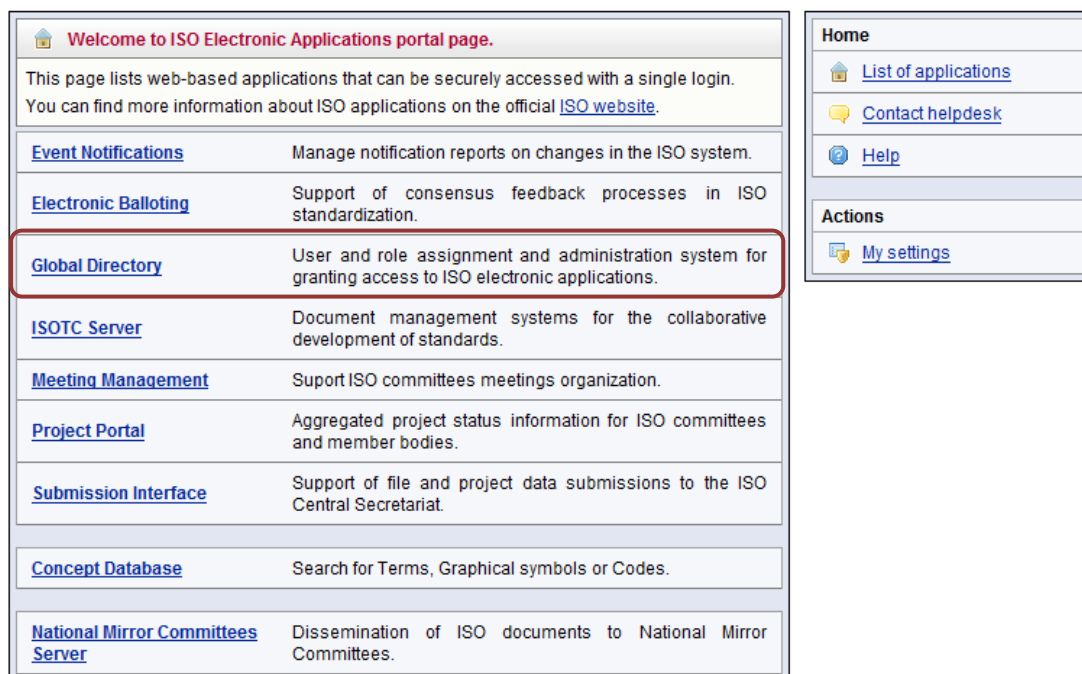 Welcome to ISO Electronic Applications portal page.
This page lists web-based applications that can be securely accessed with a single login.
You can find more information about ISO applications on the official ISO website.
Event Notifications
Manage notification reports on changes in the ISO system.
Electronic Balloting
Support of consensus feedback processes in ISO
standardization.
Global Directory
User and role assignment and administration system for
granting access to ISO electronic applications.
ISOTC Server
Document management systems for the collaborative
development of standards.
Meeting Management
Suport ISO committees meetings organization.
Project Portal
Aggregated project status information for ISO committees
and member bodies.
Submission Interface
Support of file and project data submissions to the ISO
Central Secretariat.
Concept Database
Search for Terms, Graphical symbols or Codes.
National Mirror Committees
Server
Dissemination of ISO documents to National Mirror
Committees.
Home
List of applications
Contact helpdesk
Help
Actions
My settings